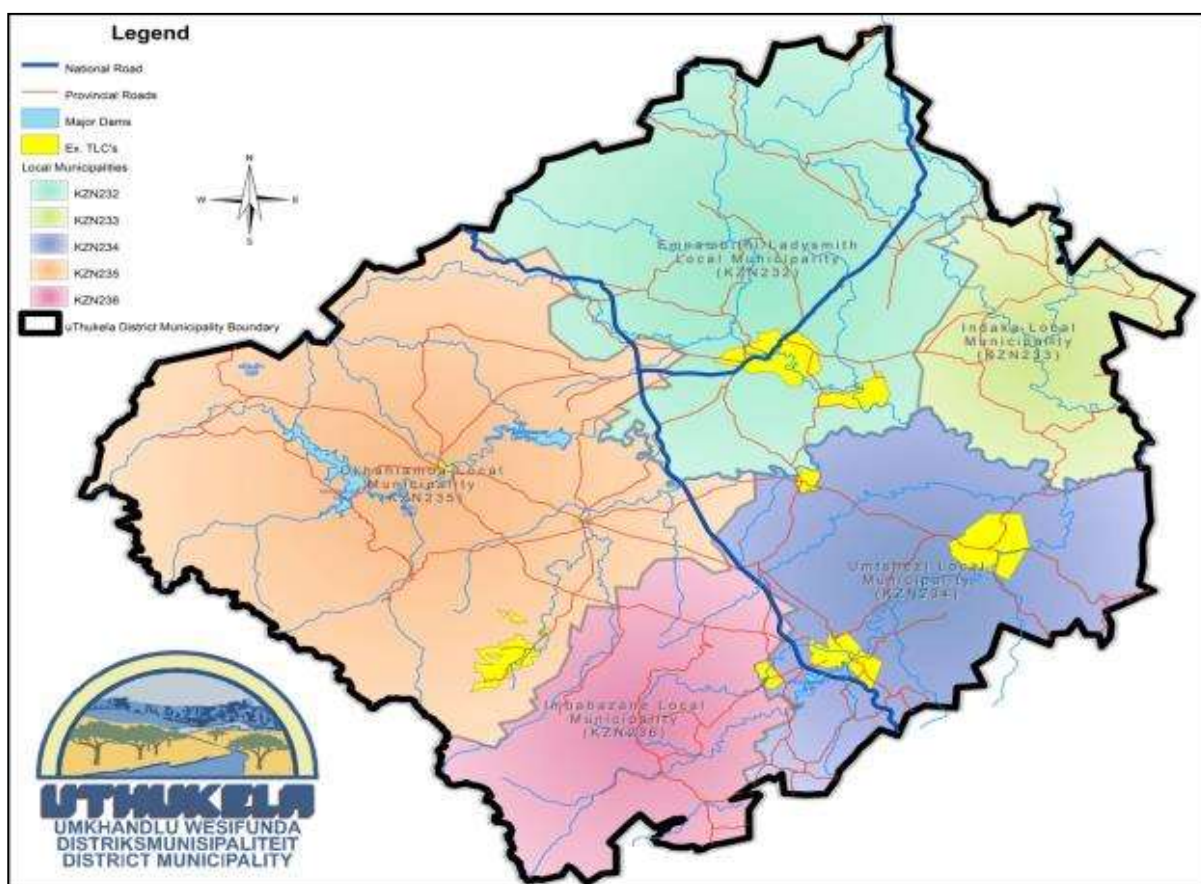 Legend
National Road
Provincial Roads
Major Dams
Ex. TLC's
Local Municipalities
KZN232
KZN233
KZN234
KZN235
KZN236
uThukela District Municipality Boundary
N
W
E
S
Emnambithi/Ladysmith
Local Municipality
(KZN232)
Indaka Local
Municipality
(KZN233)
Okhahlamba Local
Municipality
(KZN235)
Umtshezi Local
Municipality
(KZN234)
Imbabazane Local
Municipality
(KZN236)
UTHUKELA
UMKHANDLU WESIFUNDA
DISTRIKSMUNISIPALITEIT
DISTRICT MUNICIPALITY